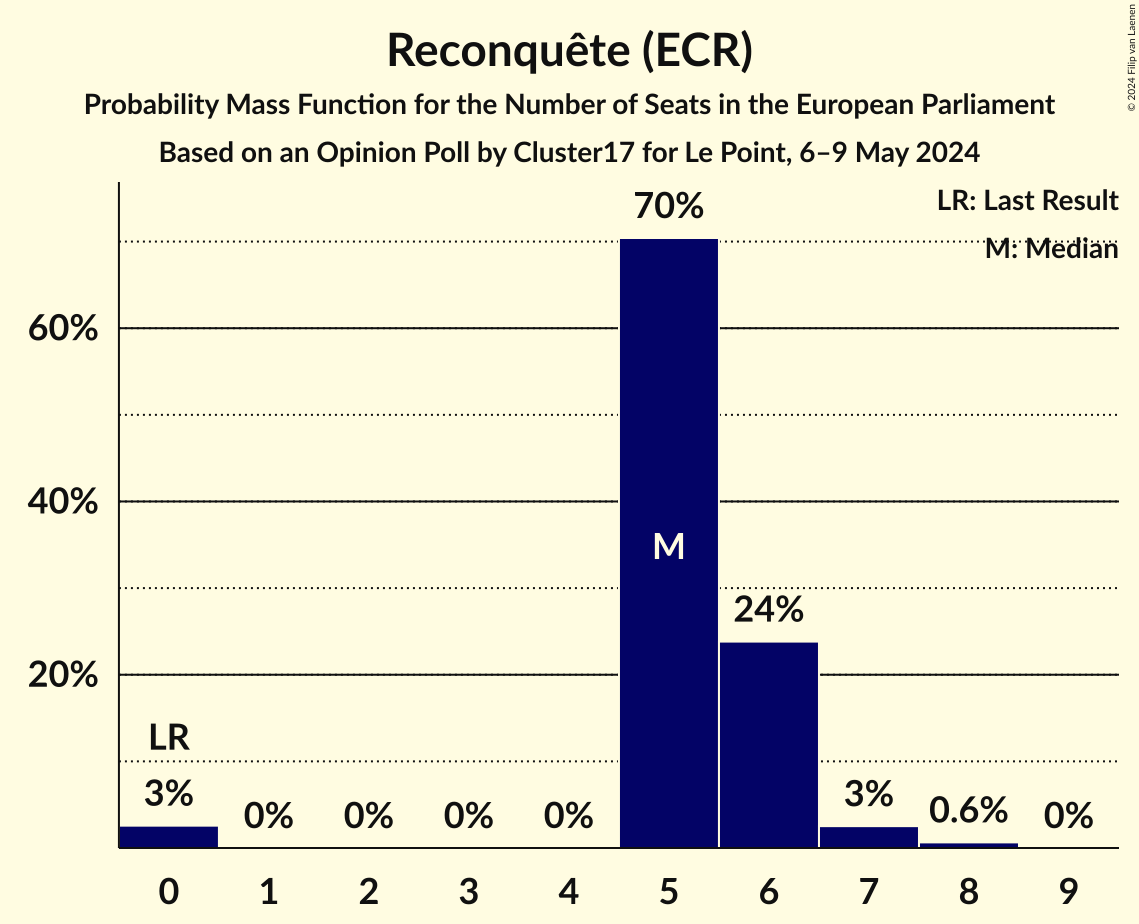 Reconquête (ECR)
Probability Mass Function for the Number of Seats in the European Parliament
Based on an Opinion Poll by Cluster17 for Le Point, 6–9 May 2024
© 2024 Filip van Laenen
LR: Last Result
M: Median
60%
40%
20%
LR
3%
0%
0%
0%
0%
70%
M
24%
3%
0.6%
0%
0
1
2
3
4
5
6
7
8
9